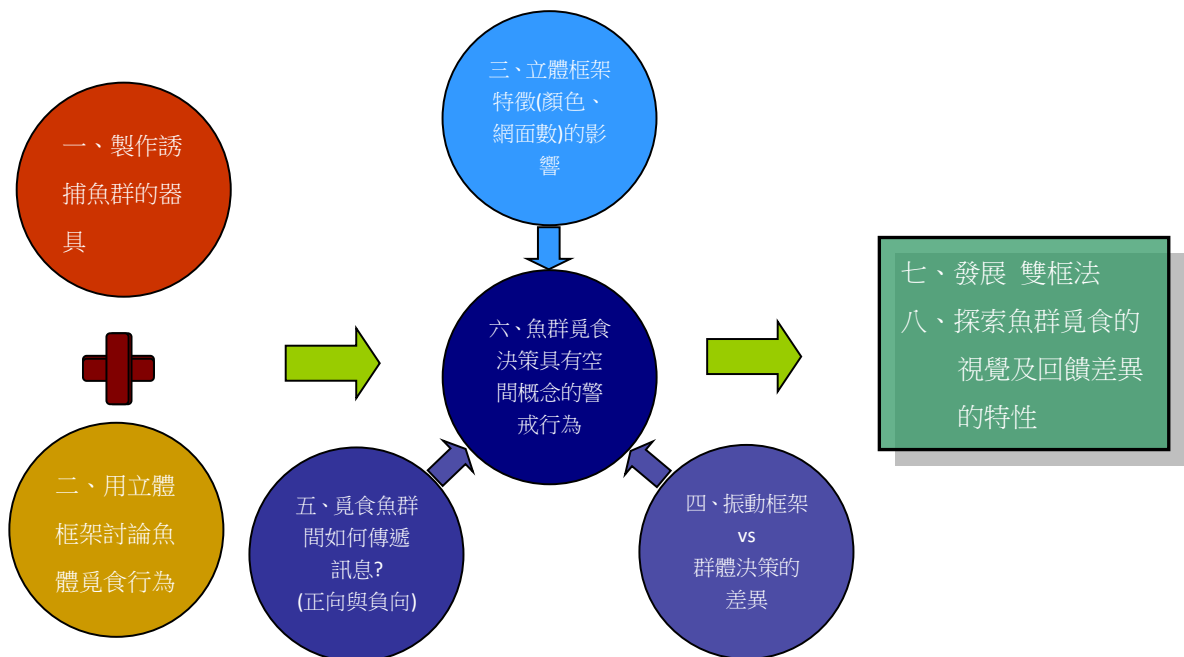 一、製作誘
捕魚群的器
具
二、用立體
框架討論魚
體覓食行為
三、立體框架
特徵(顏色、
網面數)的影
響
四、振動框架
vs
群體決策的
差異
五、覓食魚群
間如何傳遞
訊息?
(正向與負向)
六、魚群覓食
決策具有空
間概念的警
戒行為
七、發展 雙框法
八、探索魚群覓食的
視覺及回饋差異
的特性